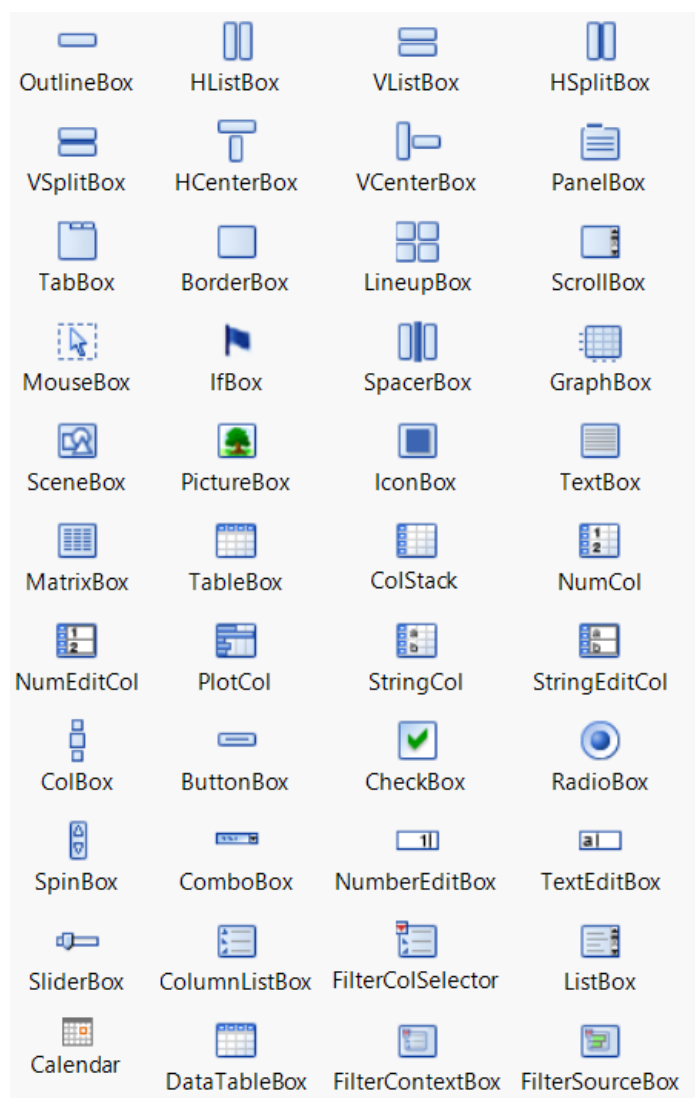 OutlineBox HListBox VListBox HSplitBox
VSplitBox HCenterBox VCenterBox PanelBox
TabBox BorderBox LineupBox ScrollBox
MouseBox IfBox SpacerBox GraphBox
SceneBox PictureBox IconBox TextBox
MatrixBox TableBox ColStack NumCol
NumEditCol PlotCol StringCol StringEditCol
ColBox ButtonBox CheckBox RadioBox
SpinBox ComboBox NumberEditBox TextEditBox
SliderBox ColumnListBox FilterColSelector ListBox
Calendar DataTableBox FilterContextBox FilterSourceBox